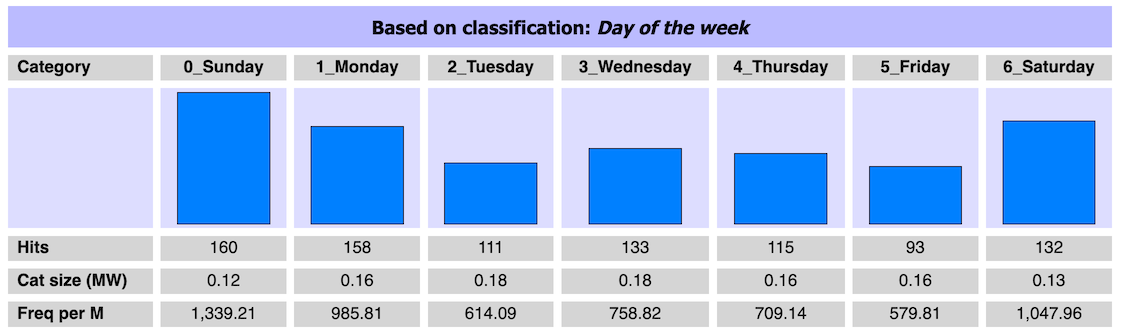 Based on classification: Day of the week
Category 0_Sunday 1_Monday 2_Tuesday 3_Wednesday 4_Thursday 5_Friday 6_Saturday
Hits 160 158 111 133 115 93 132
Cat size (MW) 0.12 0.16 0.18 0.18 0.16 0.16 0.13
Freq per M 1,339.21 985.81 614.09 758.82 709.14 579.81 1,047.96